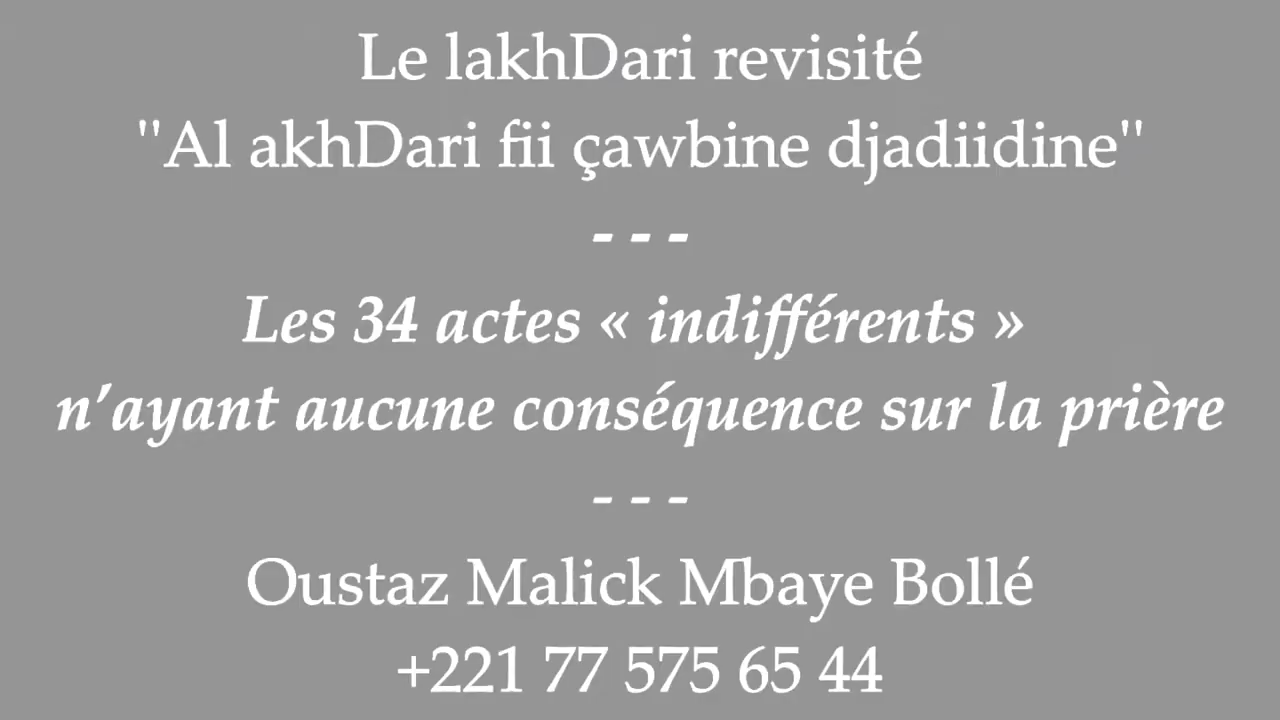 Le lakhDari revisité
"Al akhDari fii çawbine djadiidine"
- - -
Les 34 actes « indifférents »
n’ayant aucune conséquence sur la prière
- - -
Oustaz Malick Mbaye Bollé
+221 77 575 65 44